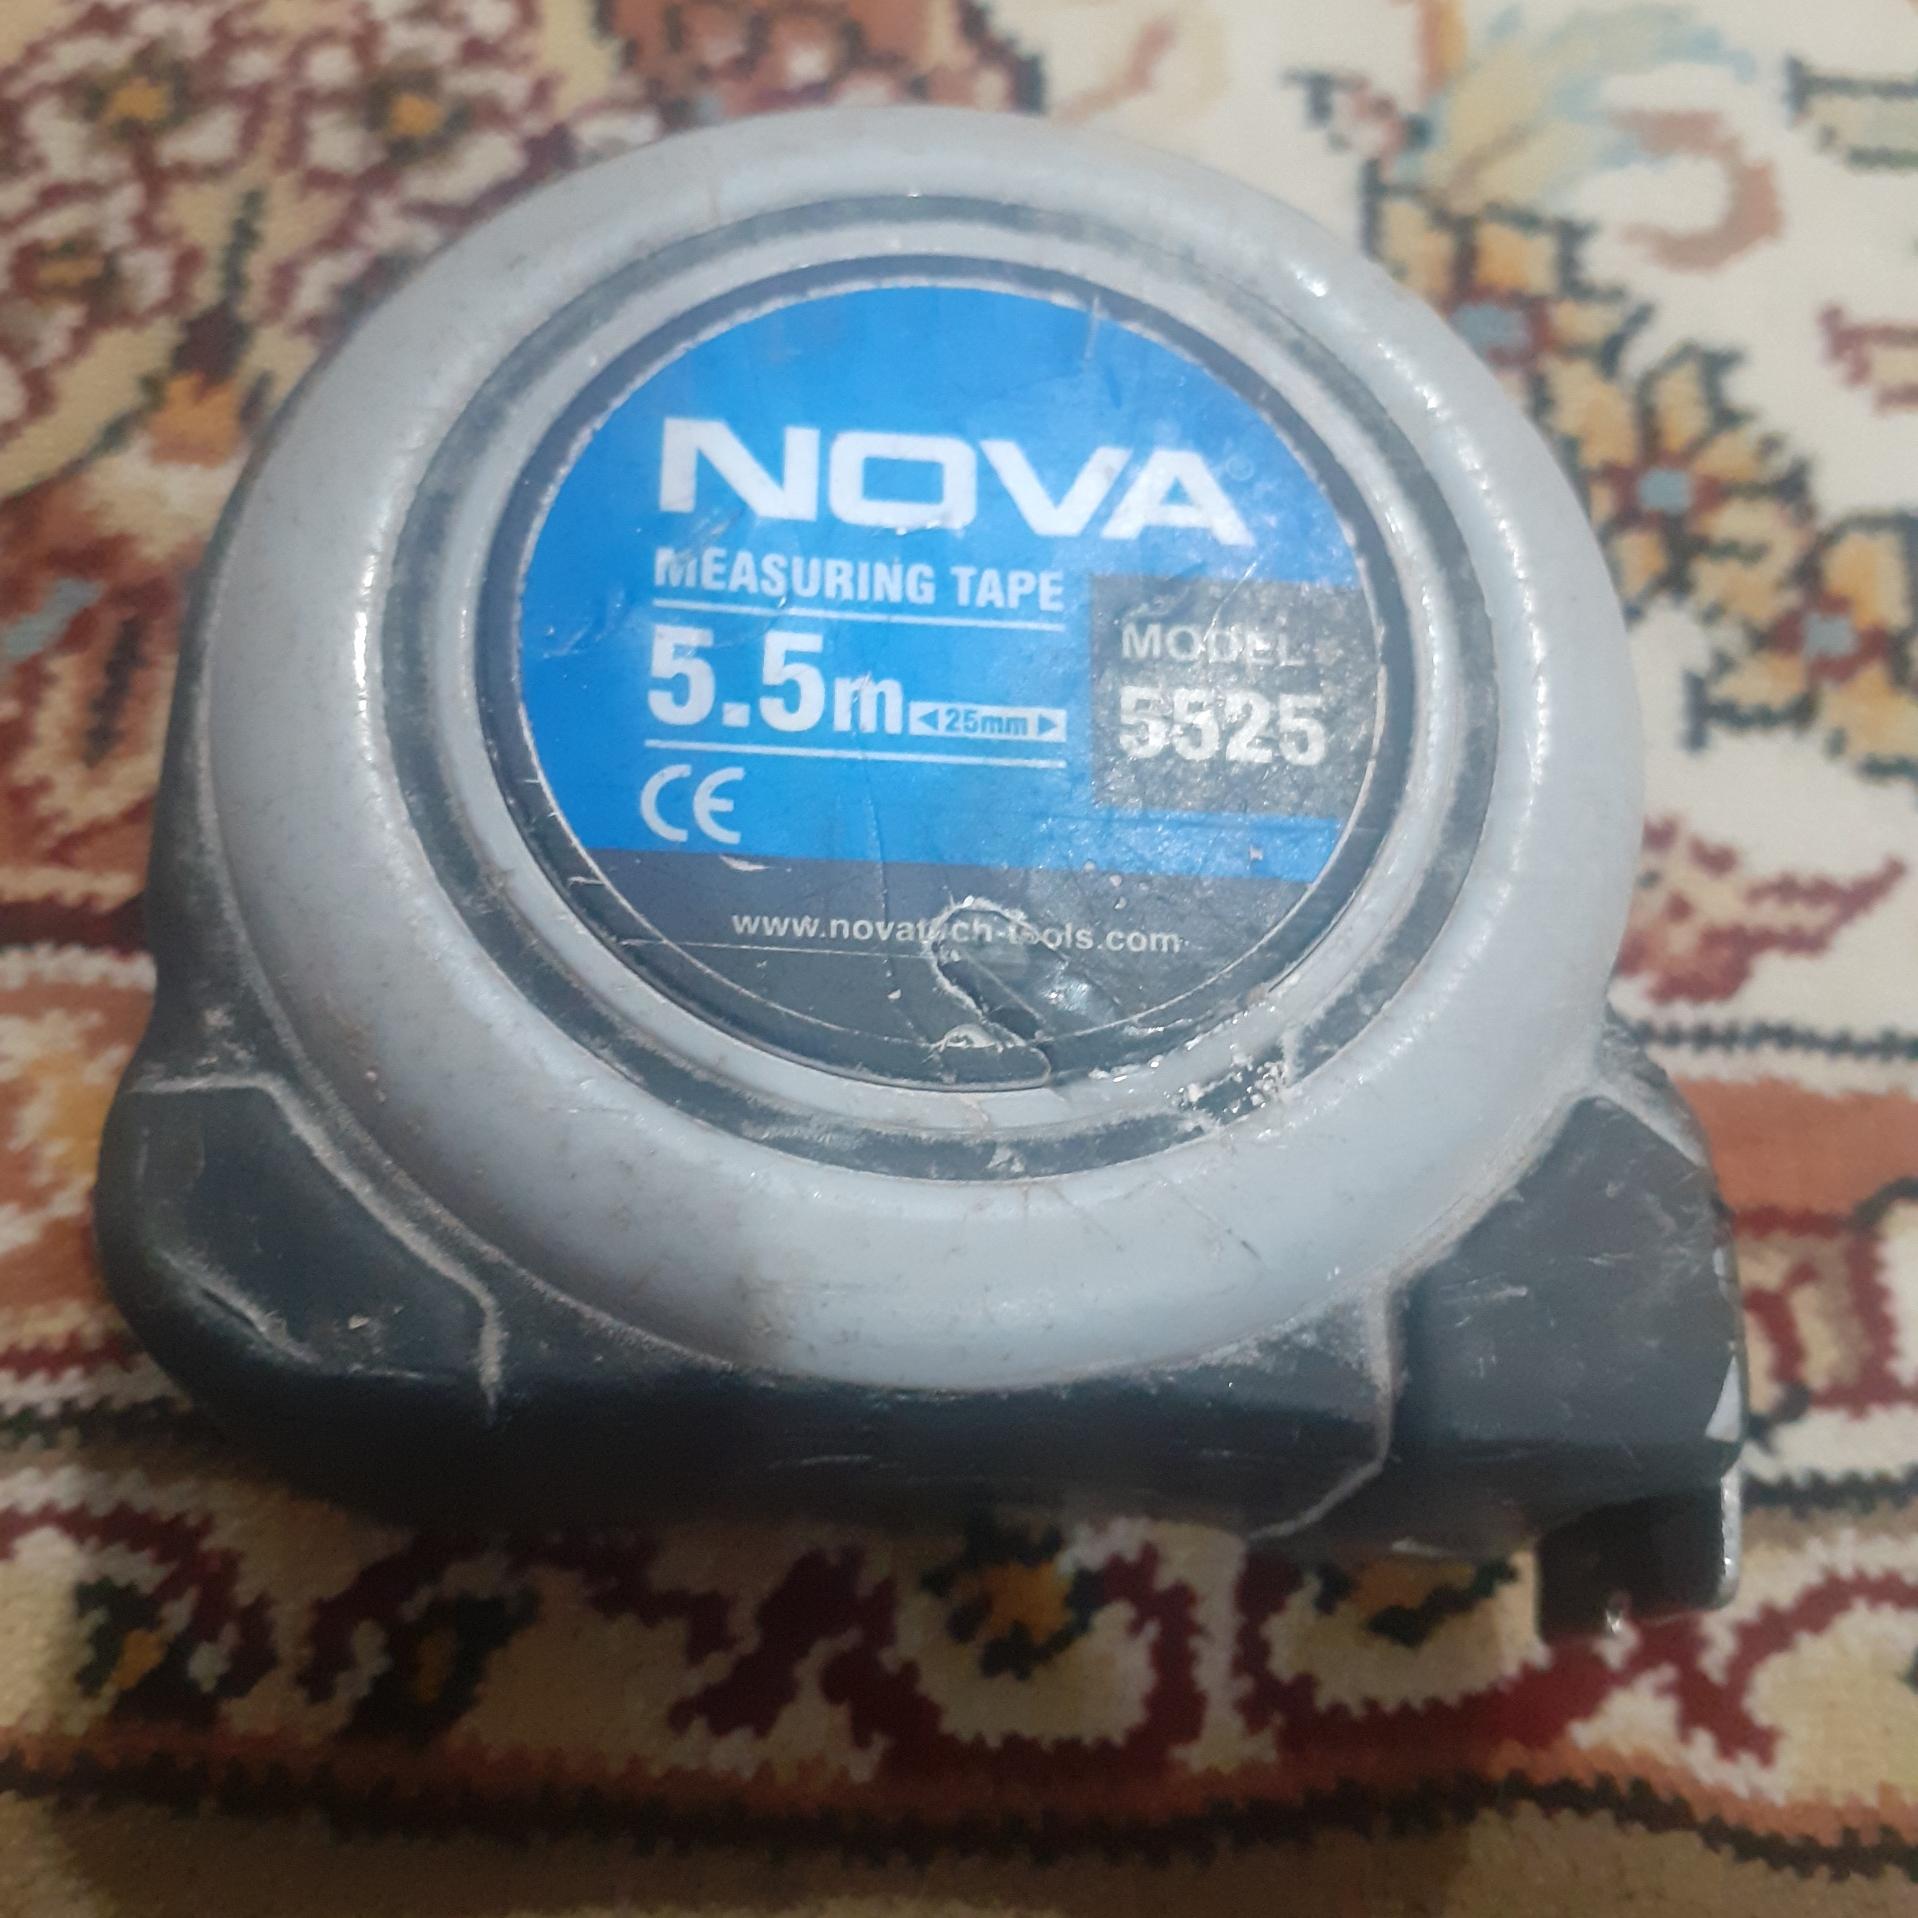 NOVA
MEASURING TAPE
5.5m 25mm
MODEL
5525
CE
www.novatech-tools.com